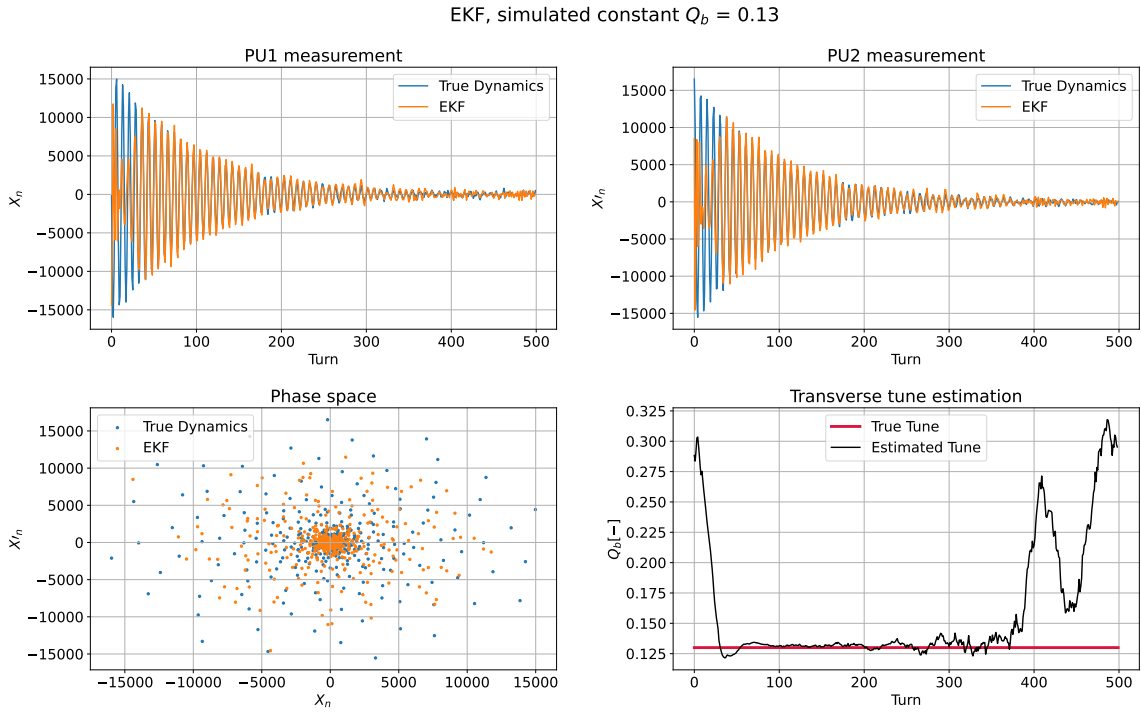 EKF, simulated constant Q_b = 0.13
PU1 measurement
True Dynamics
EKF
15000
10000
5000
0
−5000
−10000
−15000
X_n
0 100 200 300 400 500
Turn
PU2 measurement
True Dynamics
EKF
15000
10000
5000
0
−5000
−10000
−15000
X'_n
0 100 200 300 400 500
Turn
Phase space
True Dynamics
EKF
15000
10000
5000
0
−5000
−10000
−15000
X'_n
−15000 −10000 −5000 0 5000 10000 15000
X_n
Transverse tune estimation
True Tune
Estimated Tune
0.325
0.300
0.275
0.250
0.225
0.200
0.175
0.150
0.125
Q_b[−]
0 100 200 300 400 500
Turn